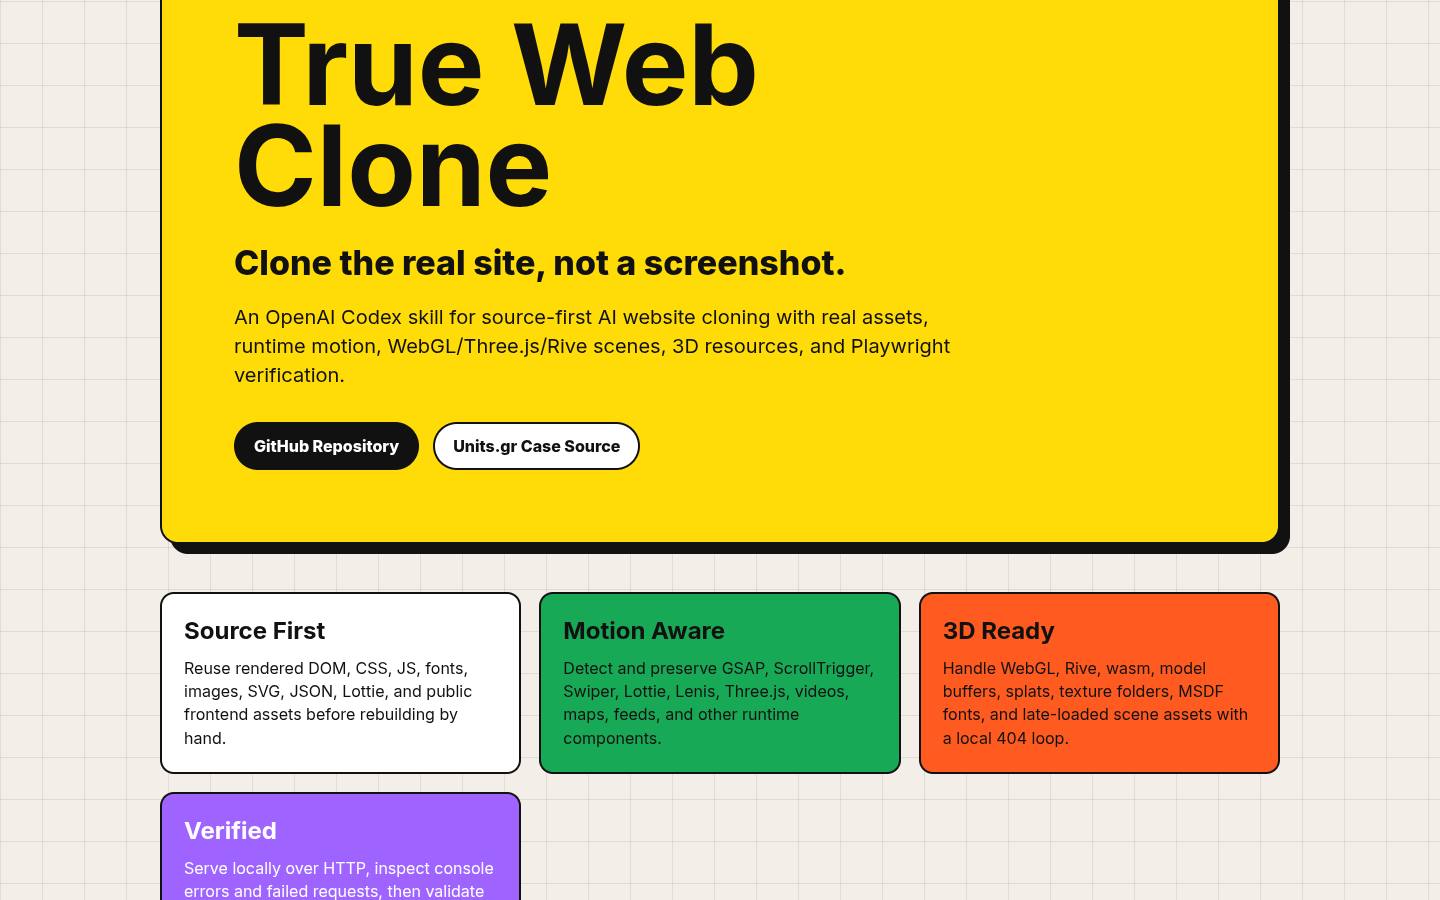 True Web
Clone
Clone the real site, not a screenshot.
An OpenAI Codex skill for source-first AI website cloning with real assets,
runtime motion, WebGL/Three.js/Rive scenes, 3D resources, and Playwright
verification.
GitHub Repository
Units.gr Case Source
Source First
Reuse rendered DOM, CSS, JS, fonts,
images, SVG, JSON, Lottie, and public
frontend assets before rebuilding by
hand.
Motion Aware
Detect and preserve GSAP, ScrollTrigger,
Swiper, Lottie, Lenis, Three.js, videos,
maps, feeds, and other runtime
components.
3D Ready
Handle WebGL, Rive, wasm, model
buffers, splats, texture folders, MSDF
fonts, and late-loaded scene assets with
a local 404 loop.
Verified
Serve locally over HTTP, inspect console
errors and failed requests, then validate